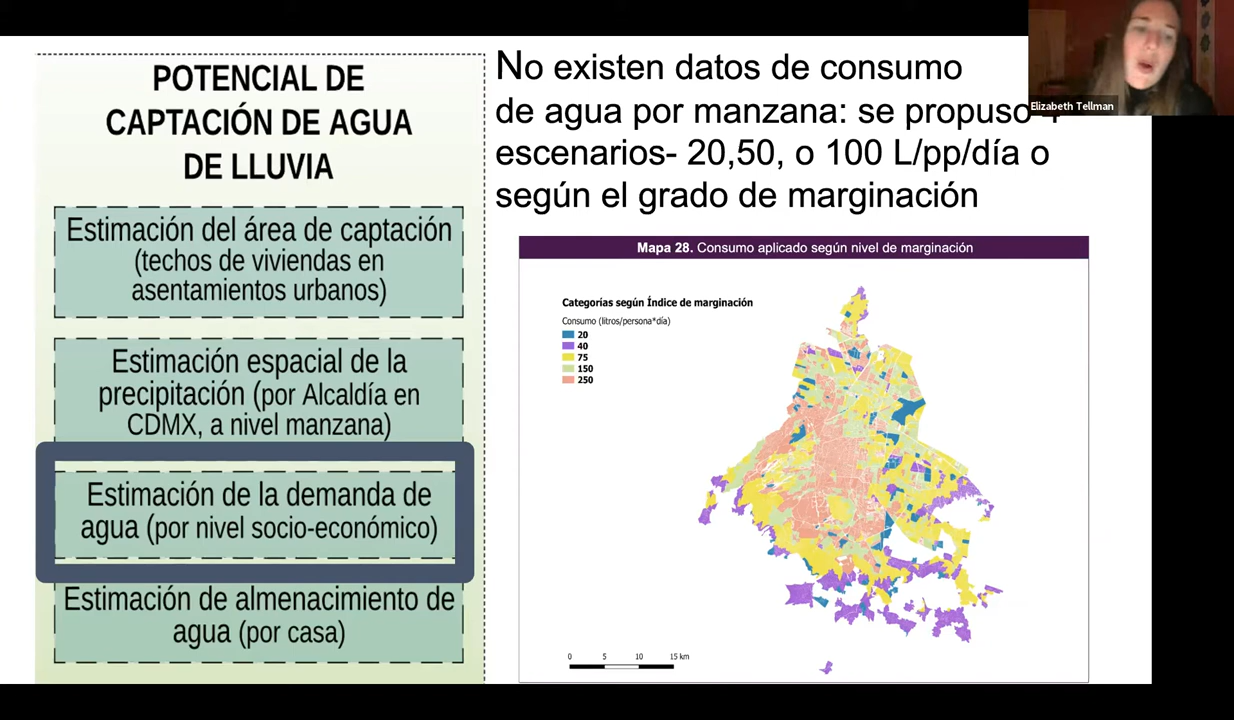 POTENCIAL DE
CAPTACIÓN DE AGUA
DE LLUVIA
Estimación del área de captación
(techos de viviendas en
asentamientos urbanos)
Estimación espacial de la
precipitación (por Alcaldía en
CDMX, a nivel manzana)
Estimación de la demanda de
agua (por nivel socio-económico)
Estimación de almenacimiento de
agua (por casa)
No existen datos de consumo
de agua por manzana: se propuso
escenarios- 20,50, o 100 L/pp/día o
según el grado de marginación
Mapa 28. Consumo aplicado según nivel de marginación
Categorías según Índice de marginación
Consumo (litros/persona*día)
20
40
75
150
250
0 5 10 15 km
Elizabeth Tellman